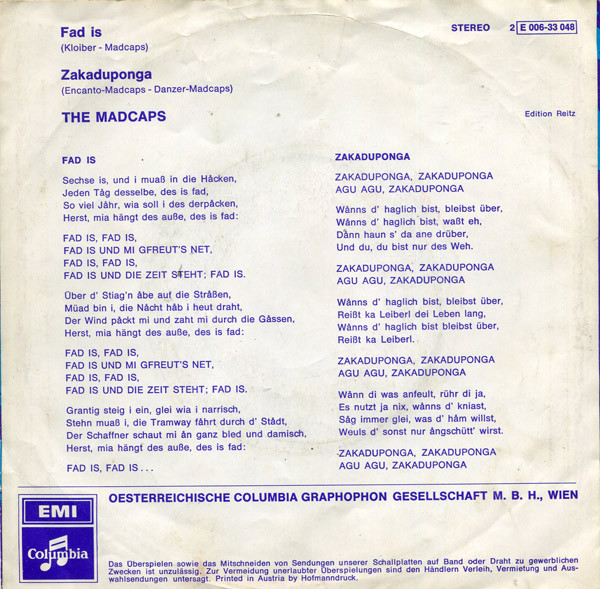 Fad is
(Kloiber - Madcaps)
Zakaduponga
(Encanto-Madcaps - Danzer-Madcaps)
THE MADCAPS
STEREO 2 E 006-33 048
Edition Reitz
FAD IS
Sechse is, und i muaß in die Håcken,
Jeden Tåg desselbe, des is fad,
So viel Jåhr, wia soll i des derpåcken,
Herst, mia hängt des auße, des is fad:
FAD IS, FAD IS,
FAD IS UND MI GFREUT'S NET,
FAD IS, FAD IS,
FAD IS UND DIE ZEIT STEHT; FAD IS.
Über d' Stiag'n åbe auf die Stråßen,
Müad bin i, die Nåcht håb i heut draht,
Der Wind påckt mi und zaht mi durch die Gåssen,
Herst, mia hängt des auße, des is fad:
FAD IS, FAD IS,
FAD IS UND MI GFREUT'S NET,
FAD IS, FAD IS,
FAD IS UND DIE ZEIT STEHT; FAD IS.
Grantig steig i ein, glei wia i narrisch,
Stehn muaß i, die Tramway fåhrt durch d' Stådt,
Der Schaffner schaut mi ån ganz bled und damisch,
Herst, mia hängt des auße, des is fad:
FAD IS, FAD IS . . .
ZAKADUPONGA
ZAKADUPONGA, ZAKADUPONGA
AGU AGU, ZAKADUPONGA
Wånns d' haglich bist, bleibst über,
Wånns d' haglich bist, waßt eh,
Dånn haun s' da ane drüber,
Und du, du bist nur des Weh.
ZAKADUPONGA, ZAKADUPONGA
AGU AGU, ZAKADUPONGA
Wånns d' haglich bist, bleibst über,
Reißt ka Leiberl dei Leben lang,
Wånns d' haglich bist bleibst über,
Reißt ka Leiberl.
ZAKADUPONGA, ZAKADUPONGA
AGU AGU, ZAKADUPONGA
Wånn di was anfeult, rühr di ja,
Es nutzt ja nix, wånns d' kniast,
Såg immer glei, was d' håm willst,
Weuls d' sonst nur ångschütt' wirst.
ZAKADUPONGA, ZAKADUPONGA
AGU AGU, ZAKADUPONGA
EMI
Columbia
OESTERREICHISCHE COLUMBIA GRAPHOPHON GESELLSCHAFT M. B. H., WIEN
Das Überspielen sowie das Mitschneiden von Sendungen unserer Schallplatten auf Band oder Draht zu gewerblichen
Zwecken ist unzulässig. Zur Vermeidung unerlaubter Überspielungen sind den Händlern Verleih, Vermietung und Aus-
wahlsendungen untersagt. Printed in Austria by Hofmanndruck.